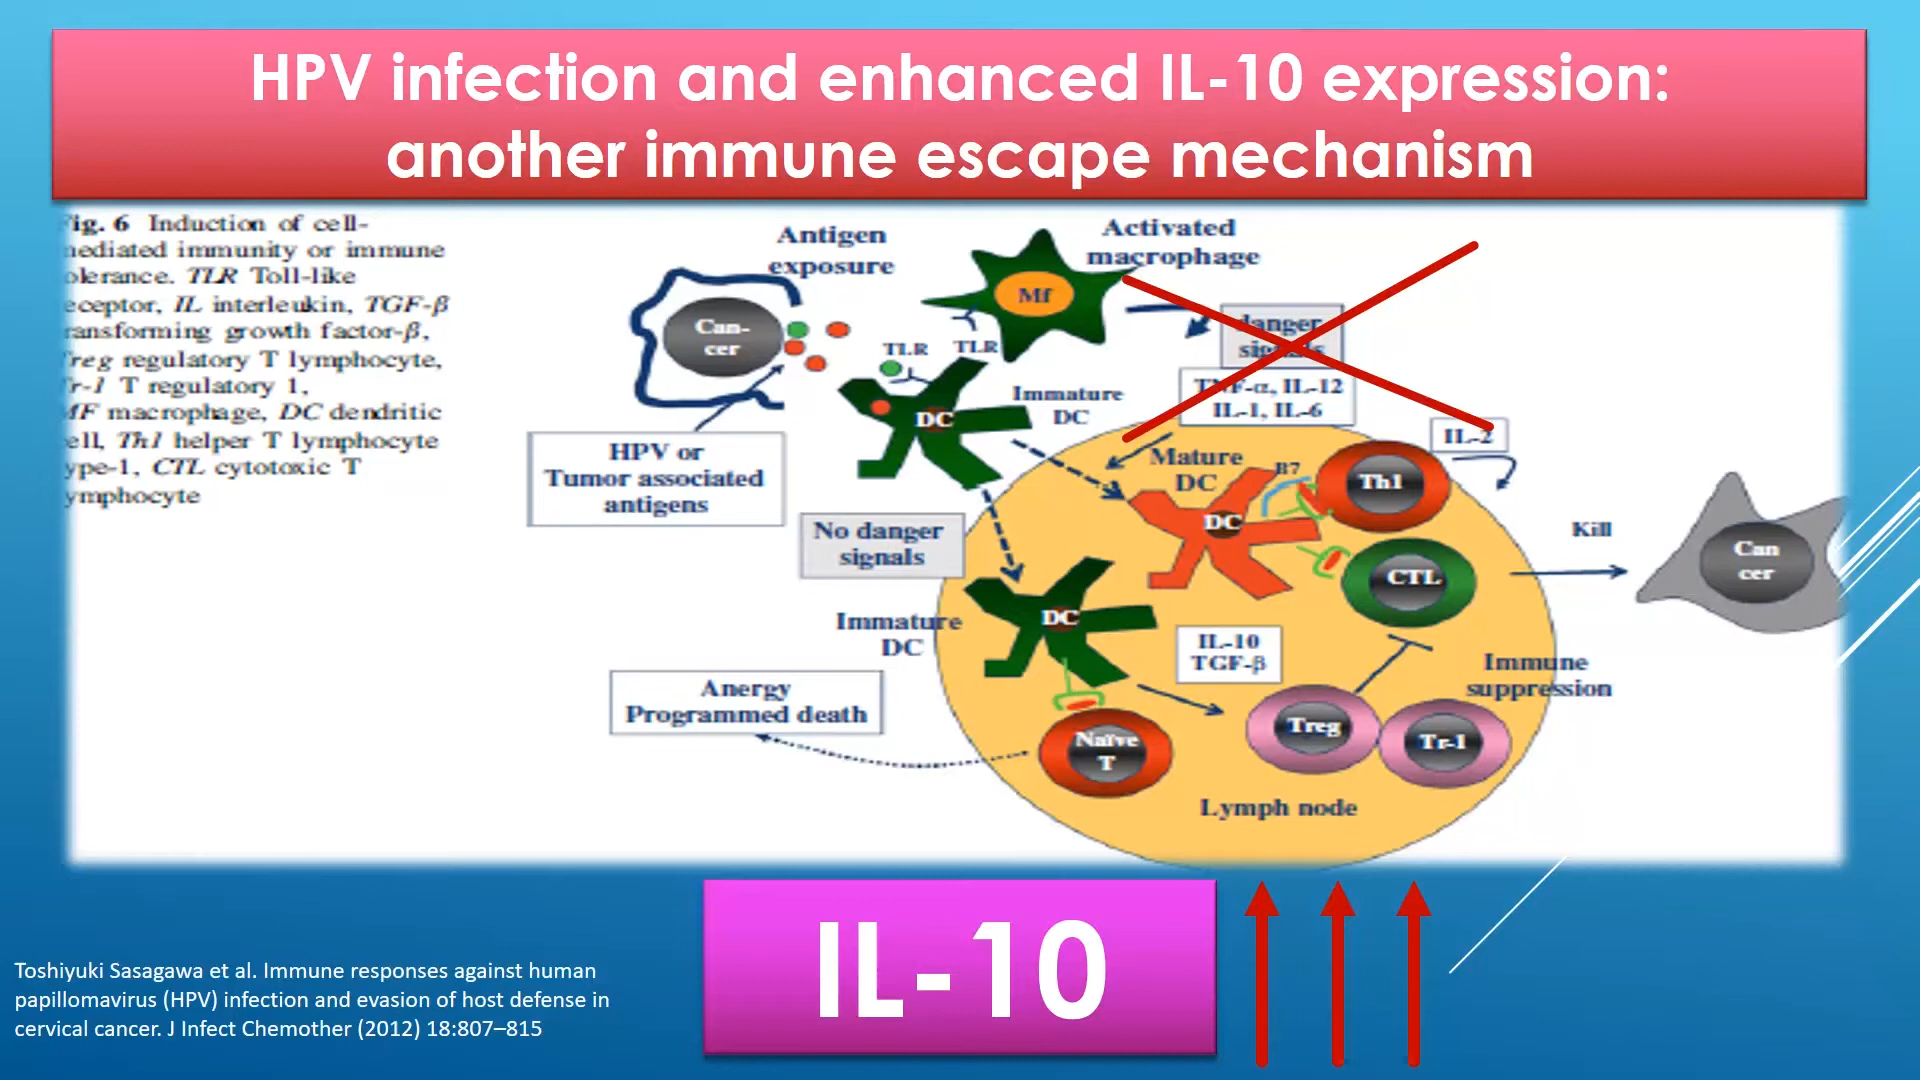 HPV infection and enhanced IL-10 expression:
another immune escape mechanism
ig. 6 Induction of cell-
mediated immunity or immune
olerance. TLR Toll-like
eceptor, IL interleukin, TGF-β
ransforming growth factor-β,
Treg regulatory T lymphocyte,
Tr-1 T regulatory 1,
MF macrophage, DC dendritic
ell, Th1 helper T lymphocyte
ype-1, CTL cytotoxic T
ymphocyte
Antigen
exposure
Activated
macrophage
Mf
Can-
cer
TLR
TLR
danger
signals
TNF-α, IL-12
IL-1, IL-6
Immature
DC
DC
IL-2
HPV or
Tumor associated
antigens
Mature
DC
B7
Th1
DC
No danger
signals
Kill
Can
cer
CTL
Immature
DC
DC
IL-10
TGF-β
Immune
suppression
Anergy
Programmed death
Naïve
T
Treg
Tr-1
Lymph node
IL-10
Toshiyuki Sasagawa et al. Immune responses against human
papillomavirus (HPV) infection and evasion of host defense in
cervical cancer. J Infect Chemother (2012) 18:807–815